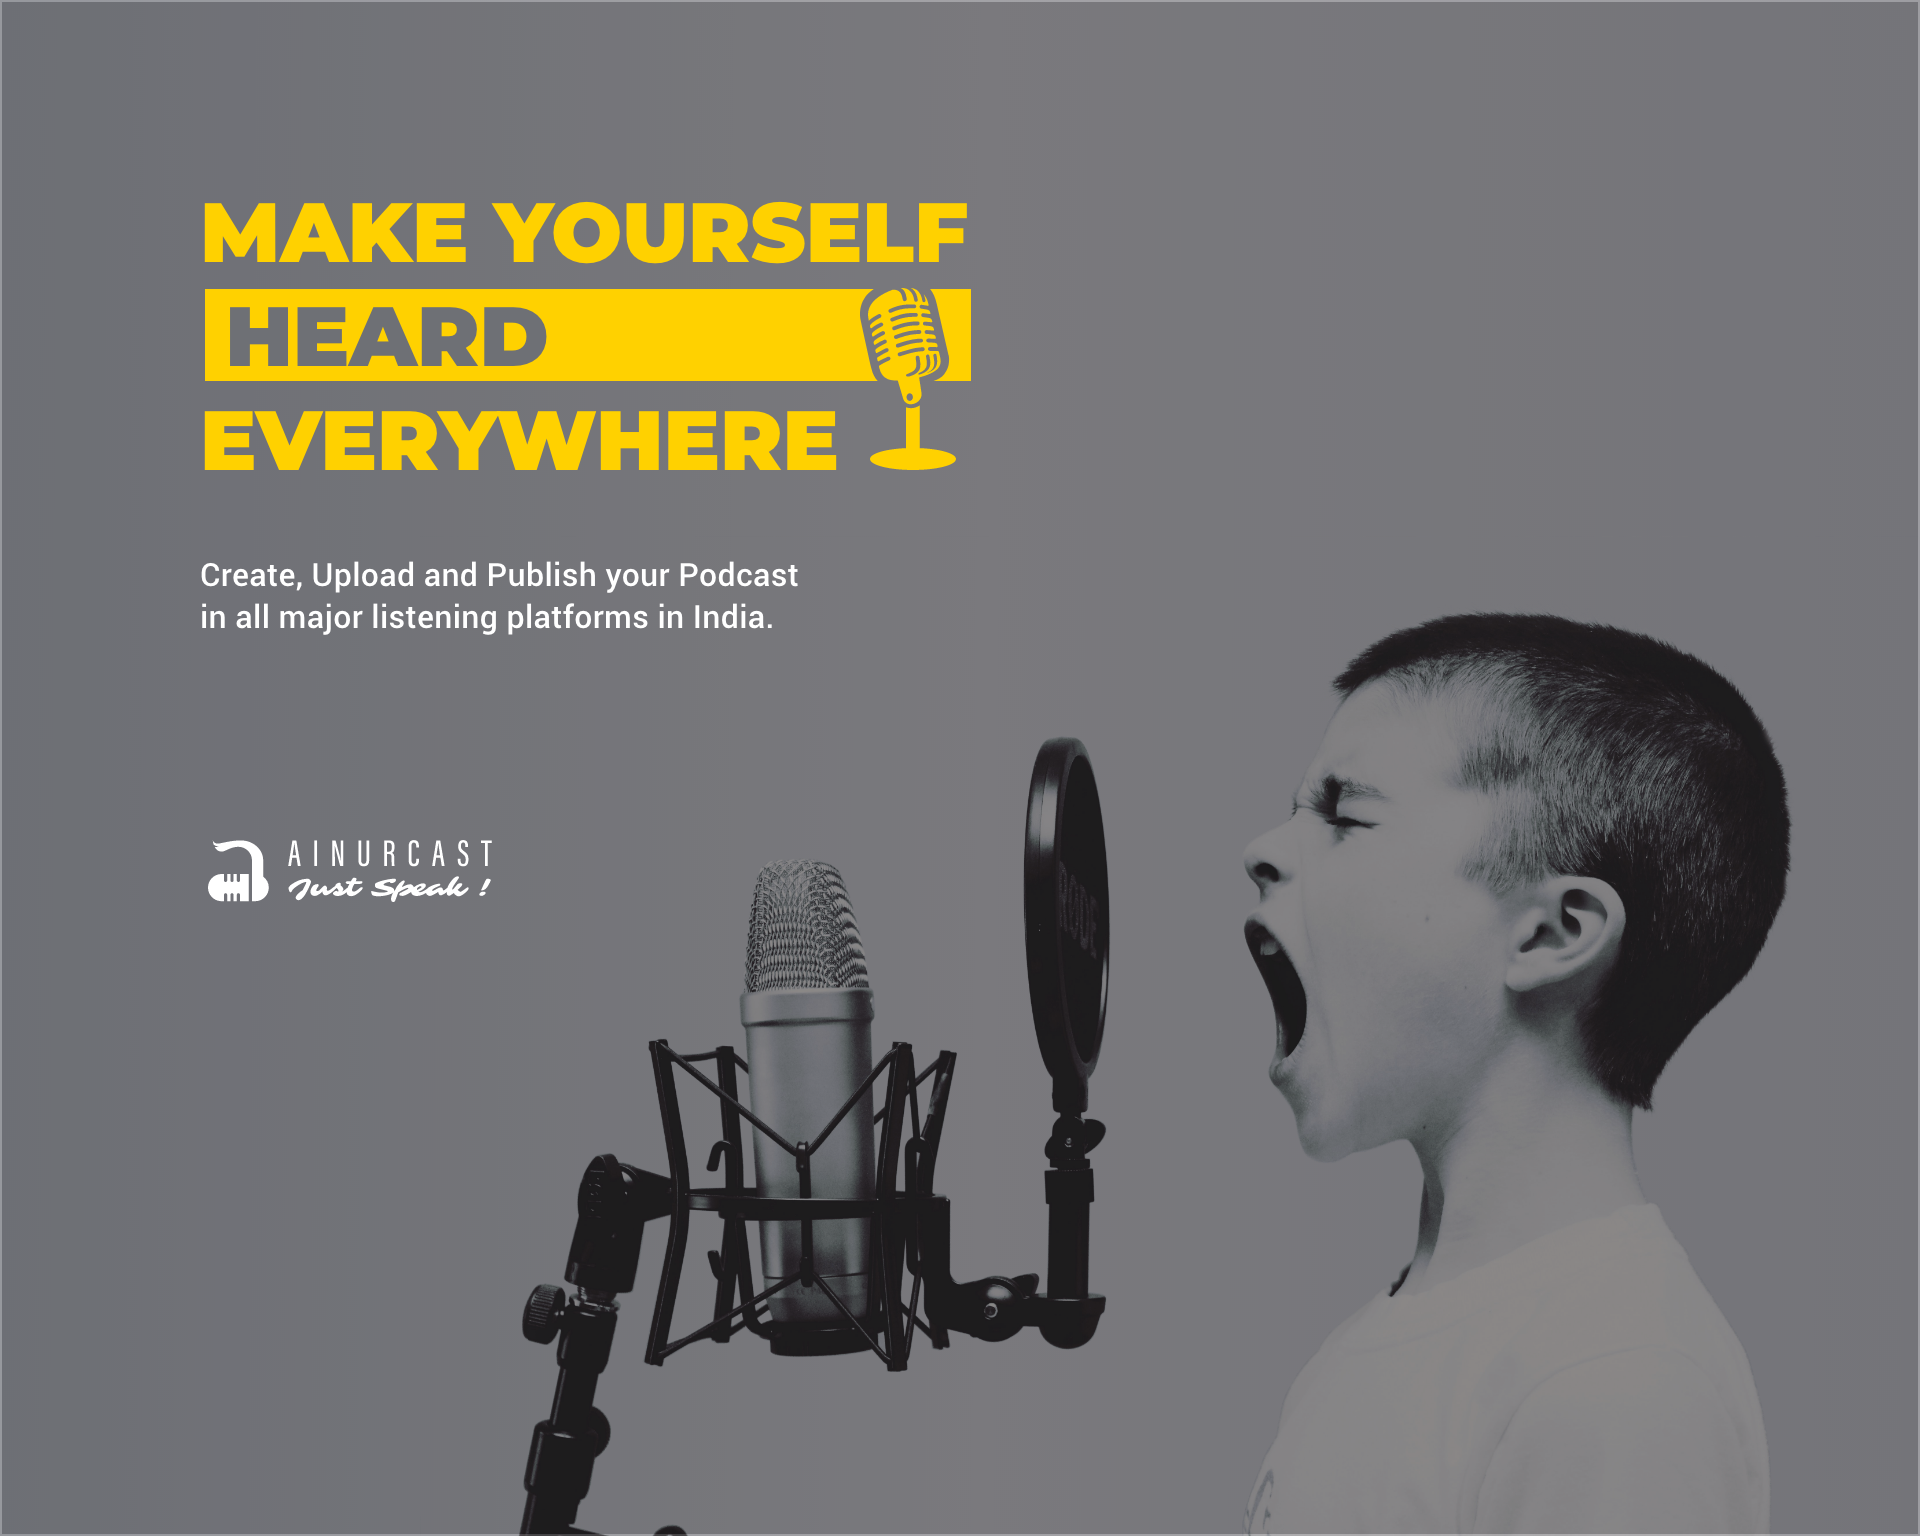 MAKE YOURSELF
HEARD
EVERYWHERE
Create, Upload and Publish your Podcast
in all major listening platforms in India.
AINURCAST
Just Speak !